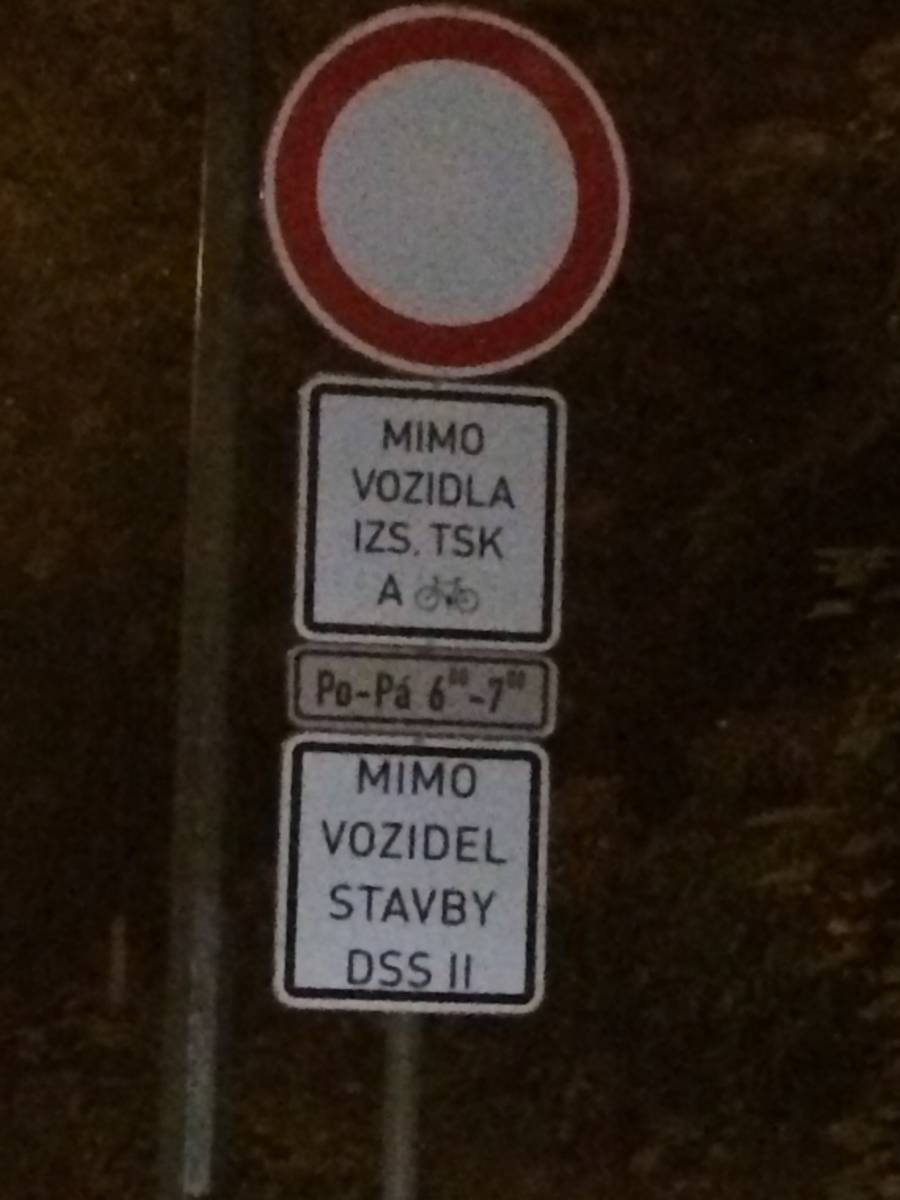 MIMO
VOZIDLA
IZS, TSK
A
Po-Pá 6⁰⁰-7⁰⁰
MIMO
VOZIDEL
STAVBY
DSS II